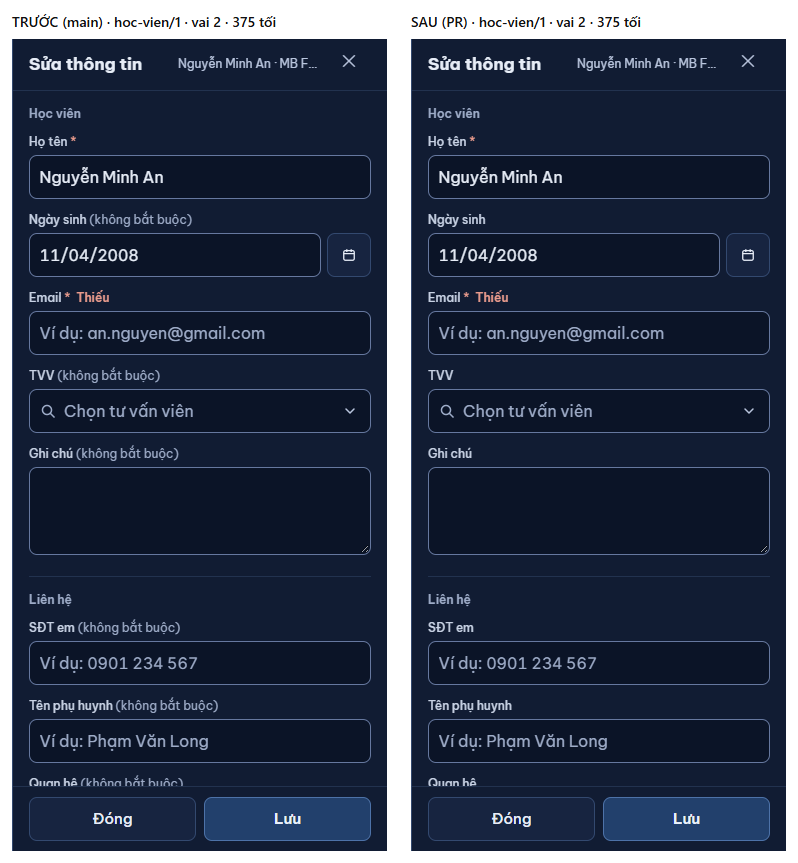 TRƯỚC (main) · hoc-vien/1 · vai 2 · 375 tối
Sửa thông tin
Nguyễn Minh An · MB F...
Học viên
Họ tên *
Nguyễn Minh An
Ngày sinh (không bắt buộc)
11/04/2008
Email * Thiếu
Ví dụ: an.nguyen@gmail.com
TVV (không bắt buộc)
Chọn tư vấn viên
Ghi chú (không bắt buộc)
Liên hệ
SĐT em (không bắt buộc)
Ví dụ: 0901 234 567
Tên phụ huynh (không bắt buộc)
Ví dụ: Phạm Văn Long
Quan hệ (không bắt buộc)
Đóng
Lưu
SAU (PR) · hoc-vien/1 · vai 2 · 375 tối
Sửa thông tin
Nguyễn Minh An · MB F...
Học viên
Họ tên *
Nguyễn Minh An
Ngày sinh
11/04/2008
Email * Thiếu
Ví dụ: an.nguyen@gmail.com
TVV
Chọn tư vấn viên
Ghi chú
Liên hệ
SĐT em
Ví dụ: 0901 234 567
Tên phụ huynh
Ví dụ: Phạm Văn Long
Quan hệ
Đóng
Lưu